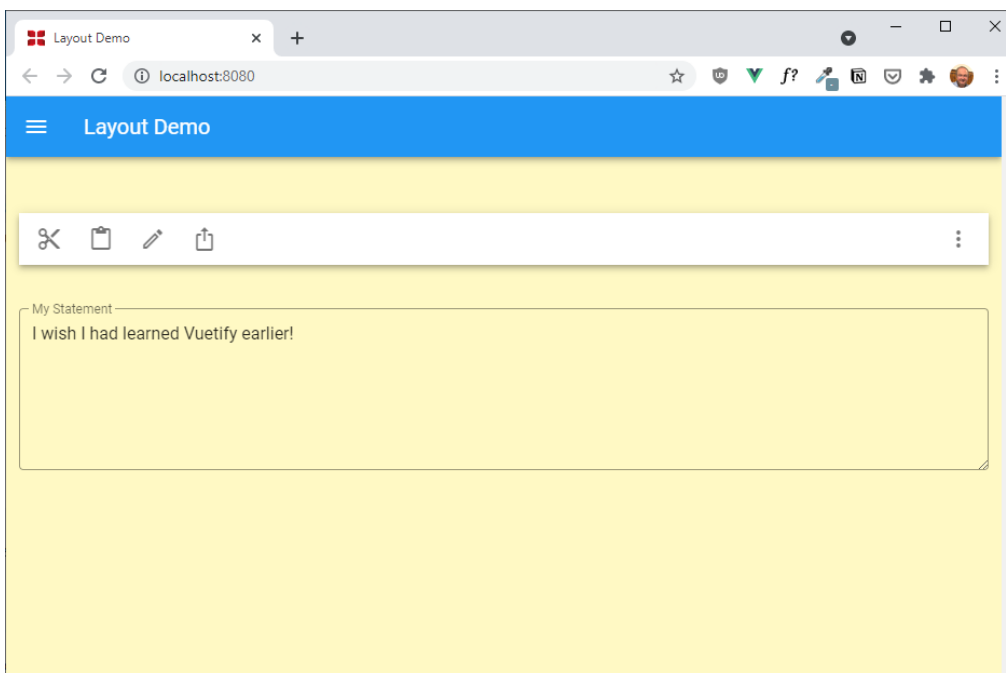 Layout Demo
localhost:8080
f?
Layout Demo
My Statement
I wish I had learned Vuetify earlier!